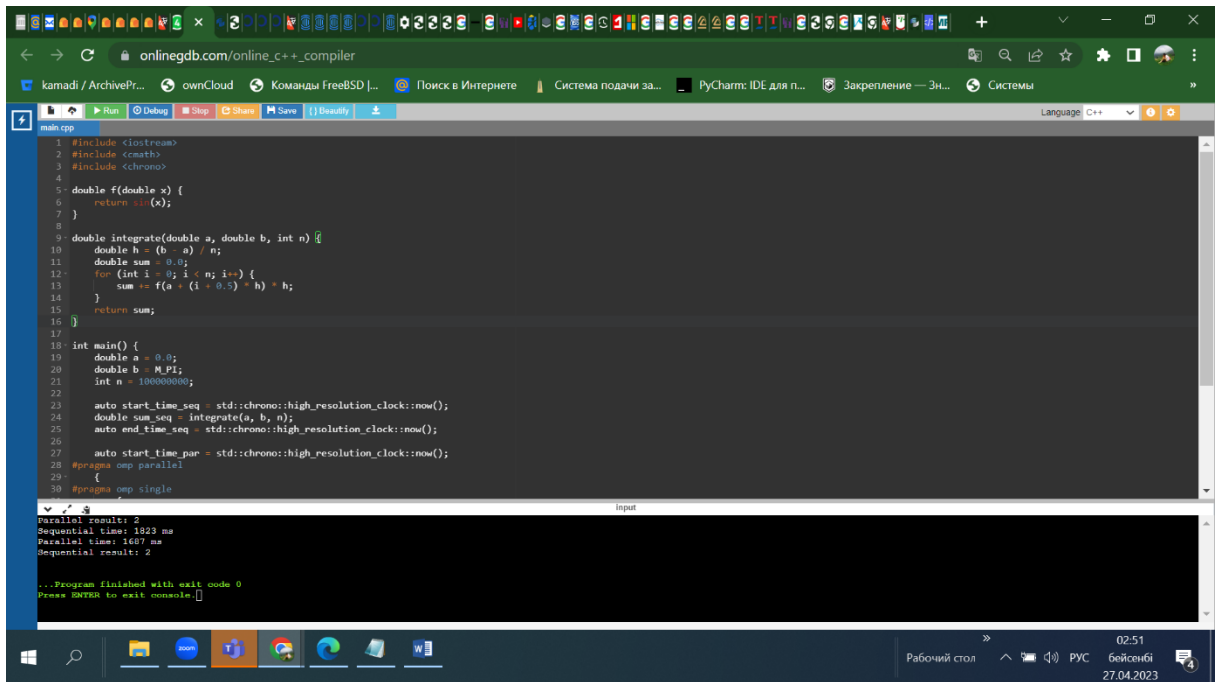 onlinegdb.com/online_c++_compiler
kamadi / ArchivePr... ownCloud Команды FreeBSD |... Поиск в Интернете Система подачи за... PyCharm: IDE для п... Закрепление — Зн... Системы »
Run Debug Stop Share Save {} Beautify Language C++
main.cpp
1 #include <iostream>
2 #include <cmath>
3 #include <chrono>
4
5 double f(double x) {
6 return sin(x);
7 }
8
9 double integrate(double a, double b, int n) {
10 double h = (b - a) / n;
11 double sum = 0.0;
12 for (int i = 0; i < n; i++) {
13 sum += f(a + (i + 0.5) * h) * h;
14 }
15 return sum;
16 }
17
18 int main() {
19 double a = 0.0;
20 double b = M_PI;
21 int n = 100000000;
22
23 auto start_time_seq = std::chrono::high_resolution_clock::now();
24 double sum_seq = integrate(a, b, n);
25 auto end_time_seq = std::chrono::high_resolution_clock::now();
26
27 auto start_time_par = std::chrono::high_resolution_clock::now();
28 #pragma omp parallel
29 {
30 #pragma omp single
input
Parallel result: 2
Sequential time: 1823 ms
Parallel time: 1687 ms
Sequential result: 2
...Program finished with exit code 0
Press ENTER to exit console.
zoom
Рабочий стол » РУС
02:51
бейсенбі
27.04.2023
4